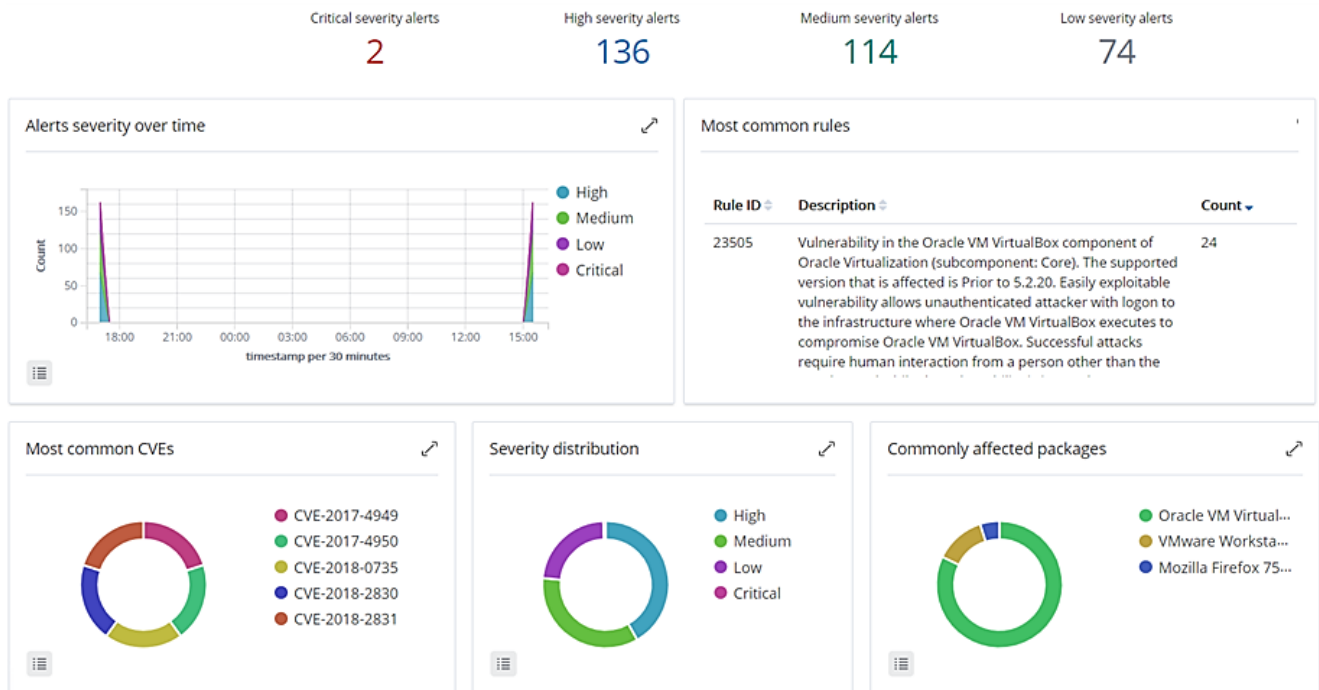 Critical severity alerts
High severity alerts
Medium severity alerts
Low severity alerts
2
136
114
74
Alerts severity over time
150
100
50
0
Count
18:00
21:00
00:00
03:00
06:00
09:00
12:00
15:00
timestamp per 30 minutes
High
Medium
Low
Critical
Most common rules
Rule ID
Description
Count
23505
Vulnerability in the Oracle VM VirtualBox component of
Oracle Virtualization (subcomponent: Core). The supported
version that is affected is Prior to 5.2.20. Easily exploitable
vulnerability allows unauthenticated attacker with logon to
the infrastructure where Oracle VM VirtualBox executes to
compromise Oracle VM VirtualBox. Successful attacks
require human interaction from a person other than the
24
Most common CVEs
CVE-2017-4949
CVE-2017-4950
CVE-2018-0735
CVE-2018-2830
CVE-2018-2831
Severity distribution
High
Medium
Low
Critical
Commonly affected packages
Oracle VM Virtual...
VMware Worksta...
Mozilla Firefox 75...